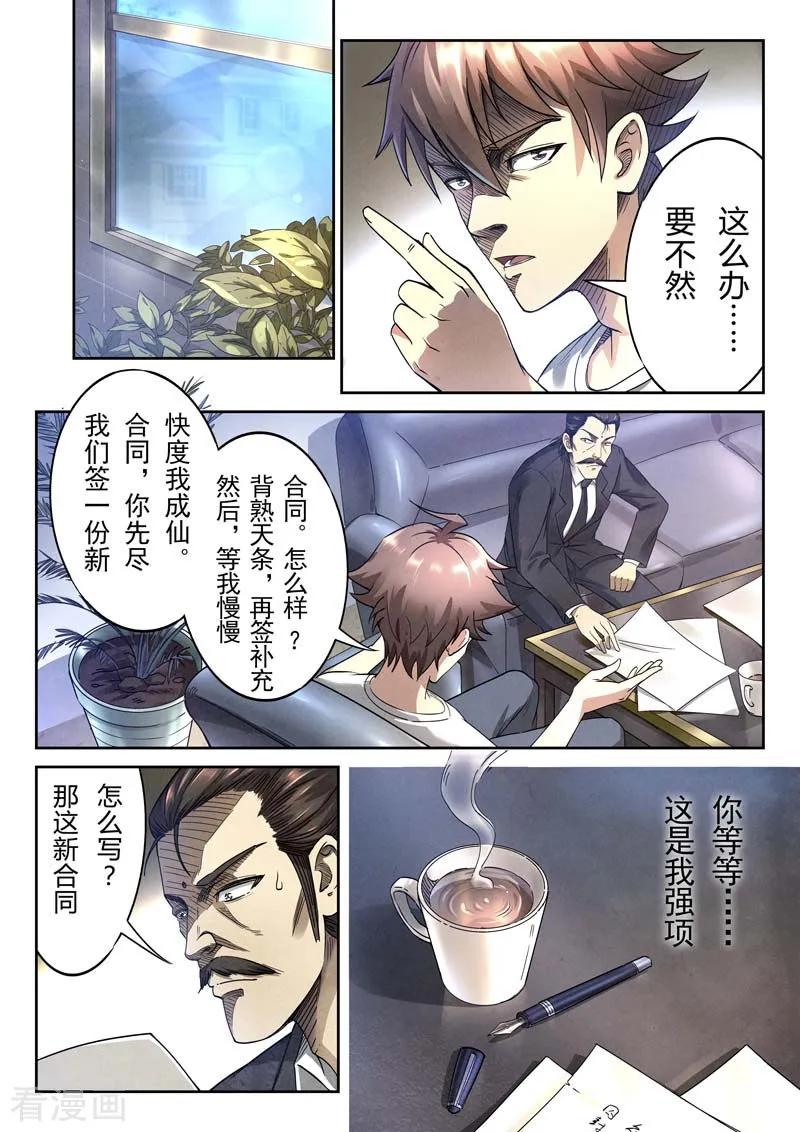 要不然
这么办……
我们签一份新
合同，你先尽
快度我成仙。
然后，等我慢慢
背熟天条，再签补充
合同。怎么样？
那这新合同
怎么写？
这是我强项
你等等……
看漫画